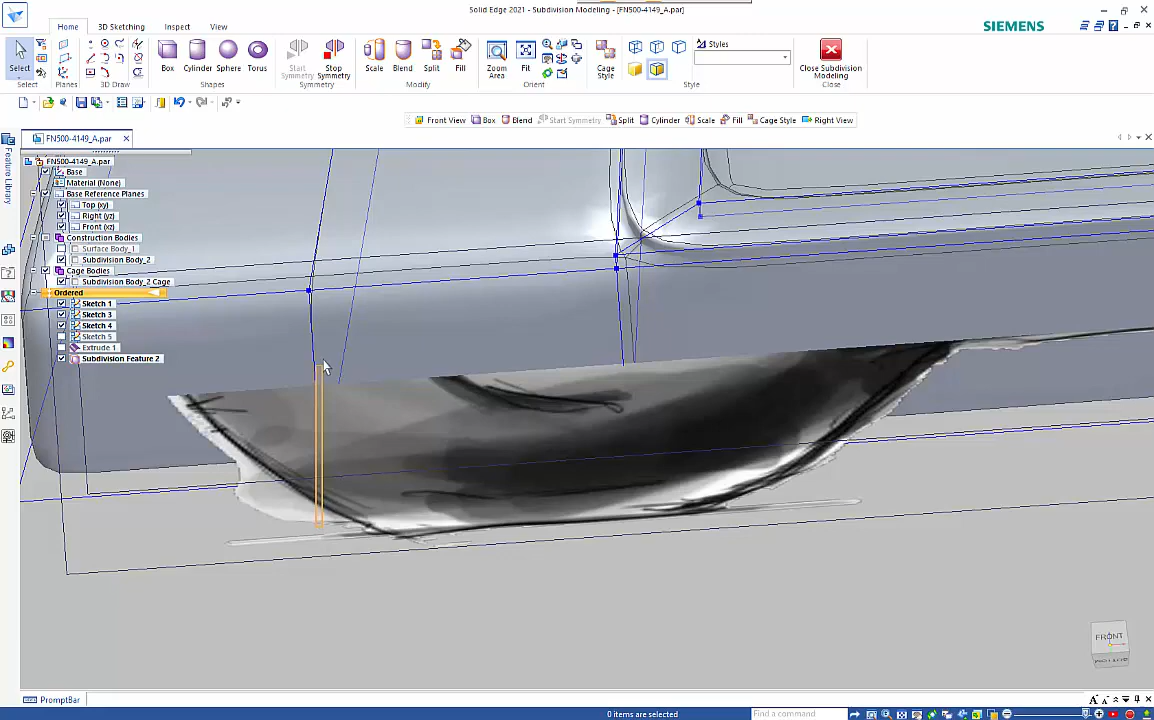 Solid Edge 2021 - Subdivision Modeling - [FN500-4149_A.par]
Home 3D Sketching Inspect View
SIEMENS
Select
Box Cylinder Sphere Torus
Start Symmetry
Stop Symmetry
Scale Blend Split Fill
Zoom Area
Fit
Cage Style
Styles
Close Subdivision Modeling
Select Planes 3D Draw Shapes Symmetry Modify Orient Style Close
Front View Box Blend Start Symmetry Split Cylinder Scale Fill Cage Style Right View
FN500-4149_A.par
Feature Library
FN500-4149_A.par
Base
Material (None)
Base Reference Planes
Top (xy)
Right (yz)
Front (xz)
Construction Bodies
Surface Body_1
Subdivision Body_2
Cage Bodies
Subdivision Body_2 Cage
Ordered
Sketch 1
Sketch 3
Sketch 4
Sketch 5
Extrude 1
Subdivision Feature 2
FRONT
PromptBar
0 items are selected
Find a command